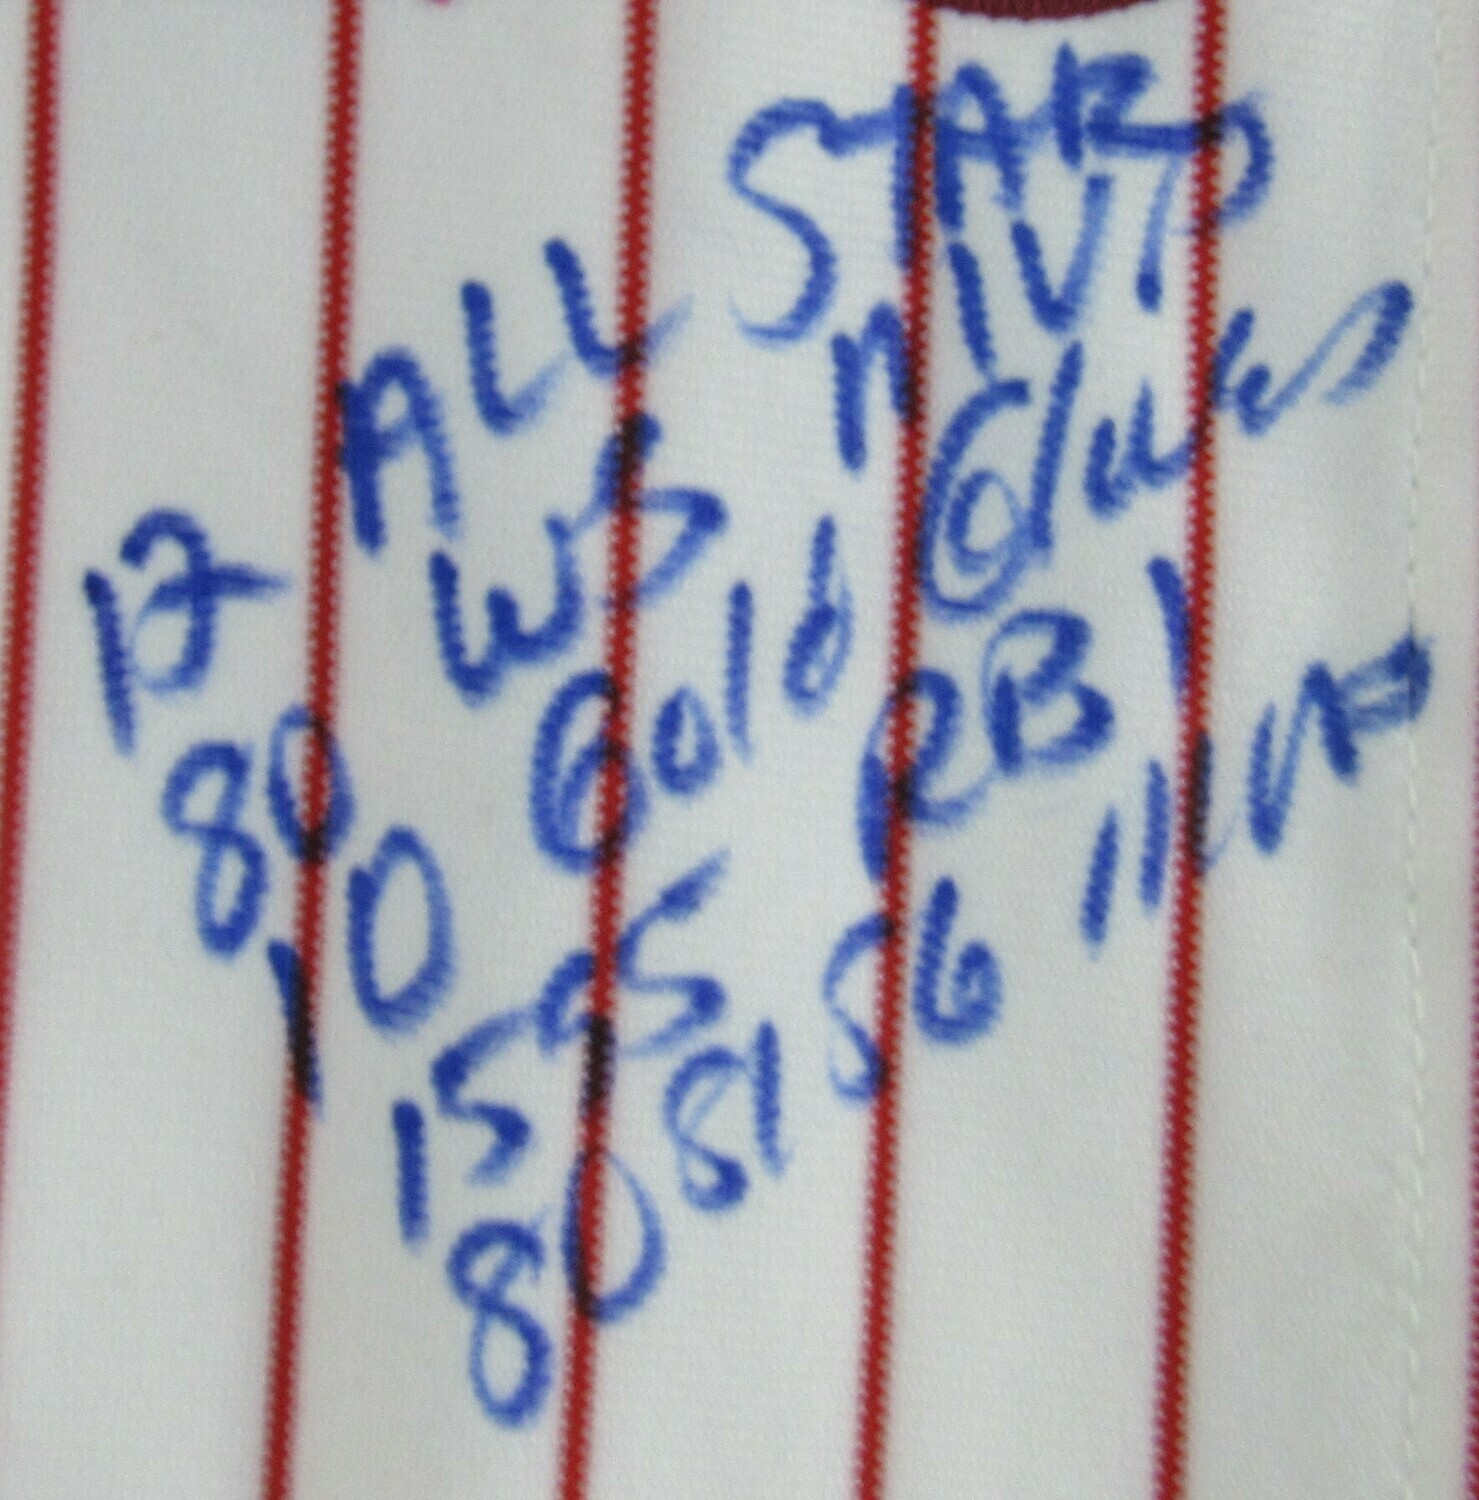 12 ALL STAR
80 WS MVP
10 Gold Gloves
1595 RBI
80 81 86 MVP